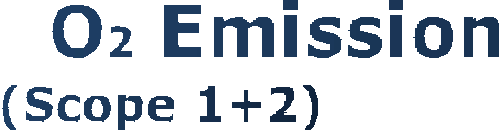 O₂ Emission
(Scope 1+2)